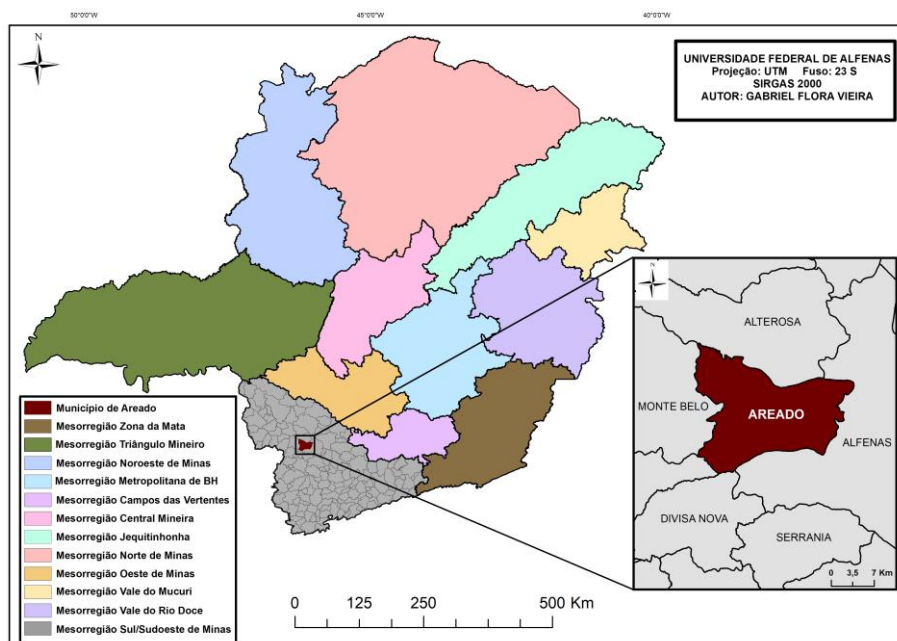 50°0'0"W
45°0'0"W
40°0'0"W
N
UNIVERSIDADE FEDERAL DE ALFENAS
Projeção: UTM Fuso: 23 S
SIRGAS 2000
AUTOR: GABRIEL FLORA VIEIRA
N
ALTEROSA
MONTE BELO
AREADO
ALFENAS
DIVISA NOVA
SERRANIA
0 3,5 7 Km
Município de Areado
Mesorregião Zona da Mata
Mesorregião Triângulo Mineiro
Mesorregião Noroeste de Minas
Mesorregião Metropolitana de BH
Mesorregião Campos das Vertentes
Mesorregião Central Mineira
Mesorregião Jequitinhonha
Mesorregião Norte de Minas
Mesorregião Oeste de Minas
Mesorregião Vale do Mucuri
Mesorregião Vale do Rio Doce
Mesorregião Sul/Sudoeste de Minas
0 125 250 500 Km